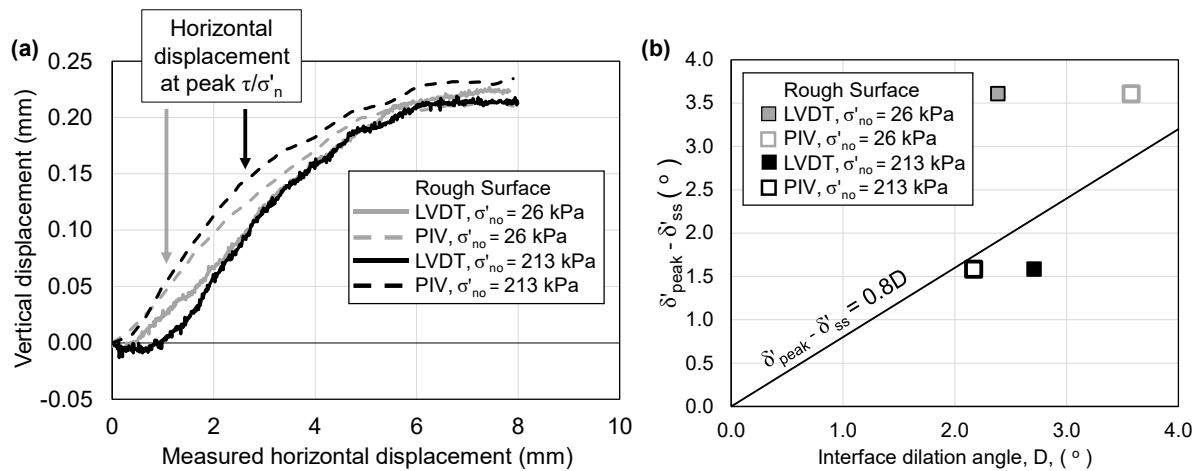 (a)
Horizontal
displacement
at peak τ/σ'n
Vertical displacement (mm)
0.25
0.20
0.15
0.10
0.05
0.00
-0.05
Rough Surface
LVDT, σ'no = 26 kPa
PIV, σ'no = 26 kPa
LVDT, σ'no = 213 kPa
PIV, σ'no = 213 kPa
0 2 4 6 8 10
Measured horizontal displacement (mm)
(b)
δ'peak - δ'ss ( º )
4.0
3.5
3.0
2.5
2.0
1.5
1.0
0.5
0.0
Rough Surface
LVDT, σ'no = 26 kPa
PIV, σ'no = 26 kPa
LVDT, σ'no = 213 kPa
PIV, σ'no = 213 kPa
δ'peak - δ'ss = 0.8D
0.0 1.0 2.0 3.0 4.0
Interface dilation angle, D, ( º )